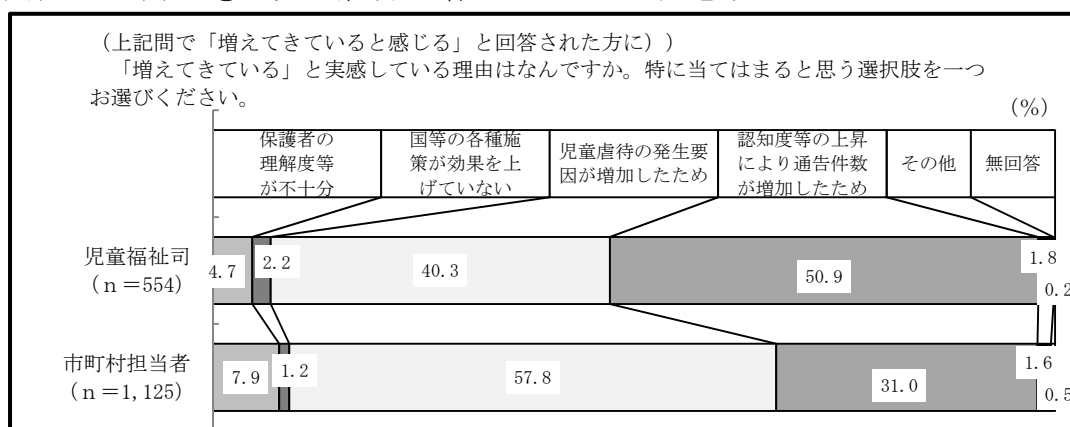 （上記問で「増えてきていると感じる」と回答された方に））
「増えてきている」と実感している理由はなんですか。特に当てはまると思う選択肢を一つ
お選びください。
（%）
保護者の
理解度等
が不十分
国等の各種施
策が効果を上
げていない
児童虐待の発生要
因が増加したため
認知度等の上昇
により通告件数
が増加したため
その他
無回答
児童福祉司
（ｎ＝554）
4.7
2.2
40.3
50.9
1.8
0.2
市町村担当者
（ｎ＝1,125）
7.9
1.2
57.8
31.0
1.6
0.5